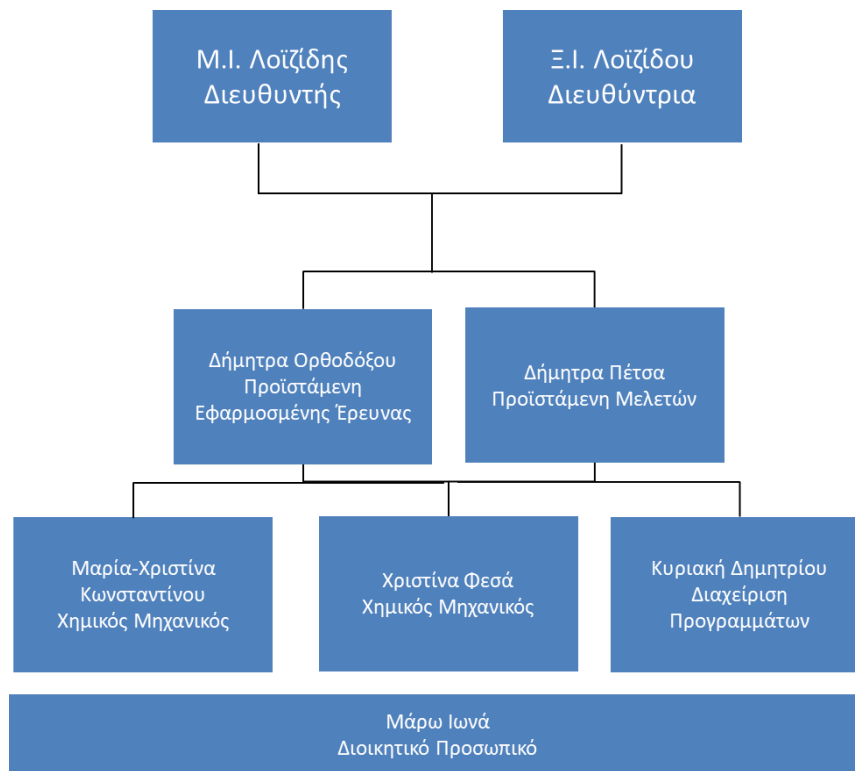 Μ.Ι. Λοϊζίδης
Διευθυντής
Ξ.Ι. Λοϊζίδου
Διευθύντρια
Δήμητρα Ορθοδόξου
Προϊστάμενη
Εφαρμοσμένης Έρευνας
Δήμητρα Πέτσα
Προϊστάμενη Μελετών
Μαρία-Χριστίνα
Κωνσταντίνου
Χημικός Μηχανικός
Χριστίνα Φεσά
Χημικός Μηχανικός
Κυριακή Δημητρίου
Διαχείριση
Προγραμμάτων
Μάρω Ιωνά
Διοικητικό Προσωπικό